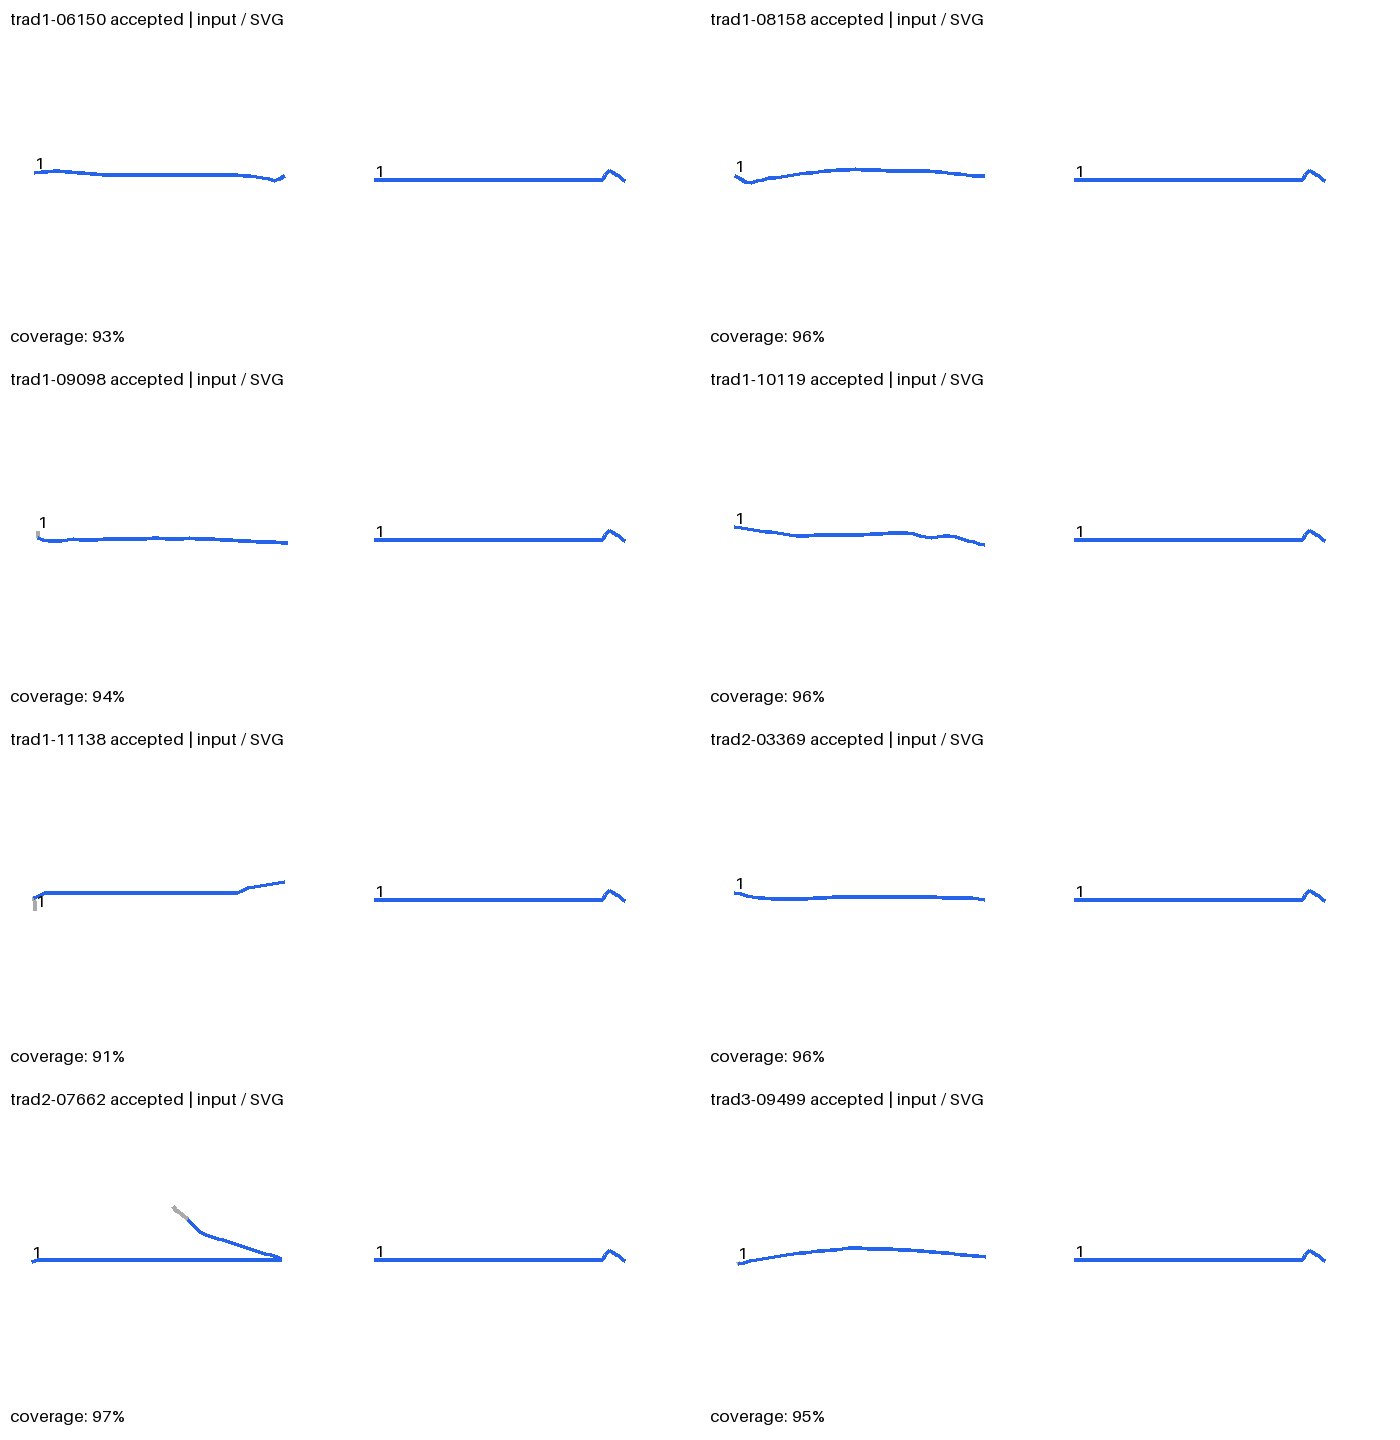 trad1-06150 accepted | input / SVG
trad1-08158 accepted | input / SVG
1
1
1
1
coverage: 93%
coverage: 96%
trad1-09098 accepted | input / SVG
trad1-10119 accepted | input / SVG
1
1
1
1
coverage: 94%
coverage: 96%
trad1-11138 accepted | input / SVG
trad2-03369 accepted | input / SVG
1
1
1
1
coverage: 91%
coverage: 96%
trad2-07662 accepted | input / SVG
trad3-09499 accepted | input / SVG
1
1
1
1
coverage: 97%
coverage: 95%